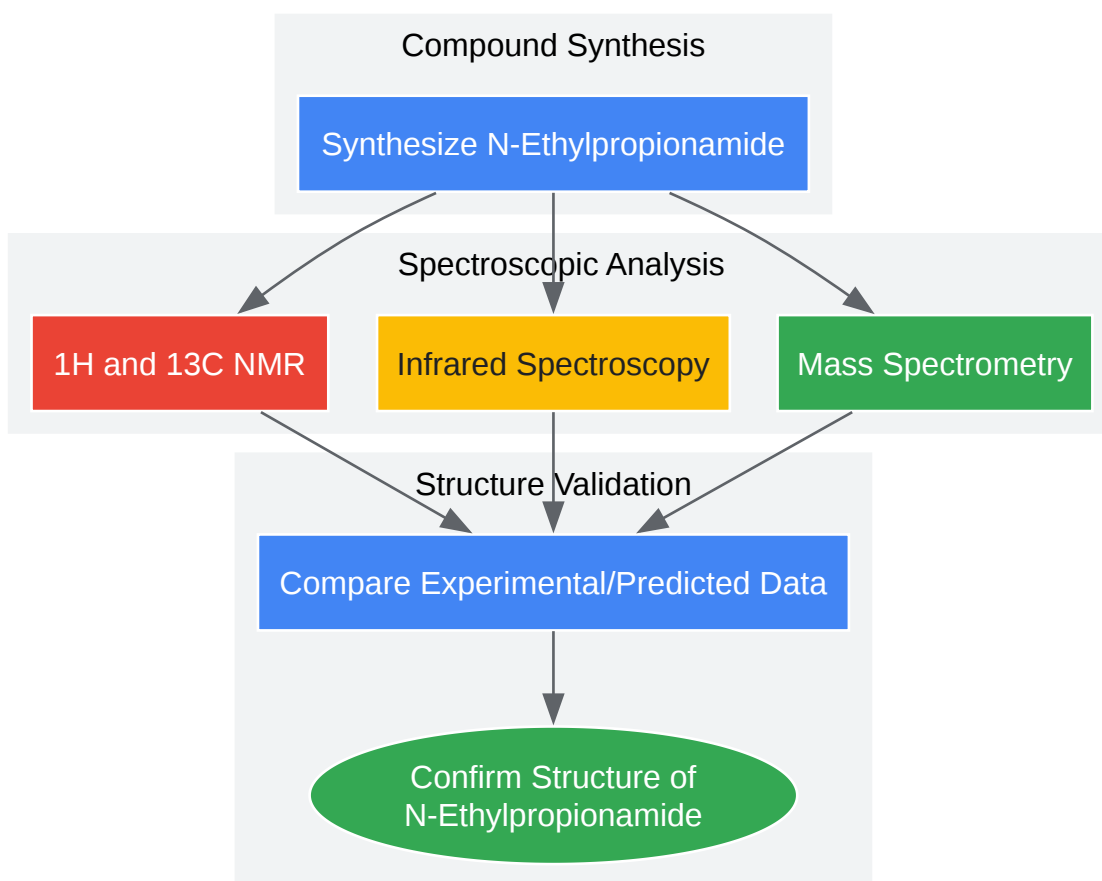 Compound Synthesis
Synthesize N-Ethylpropionamide
Spectroscopic Analysis
1H and 13C NMR
Infrared Spectroscopy
Mass Spectrometry
Structure Validation
Compare Experimental/Predicted Data
Confirm Structure of
N-Ethylpropionamide